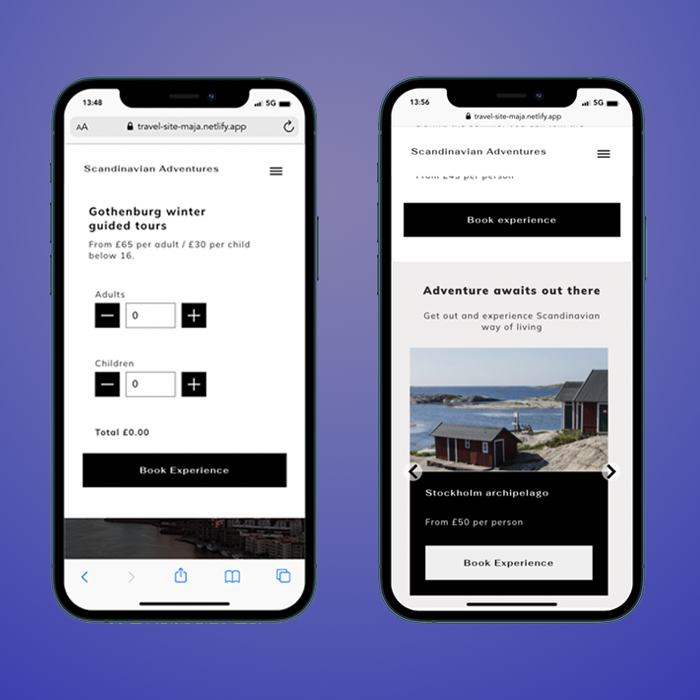 13:48
5G
AA
travel-site-maja.netlify.app
Scandinavian Adventures
Gothenburg winter
guided tours
From £65 per adult / £30 per child
below 16.
Adults
0
Children
0
Total £0.00
Book Experience
13:56
5G
travel-site-maja.netlify.app
Scandinavian Adventures
From £45 per person
Book experience
Adventure awaits out there
Get out and experience Scandinavian
way of living
Stockholm archipelago
From £50 per person
Book Experience